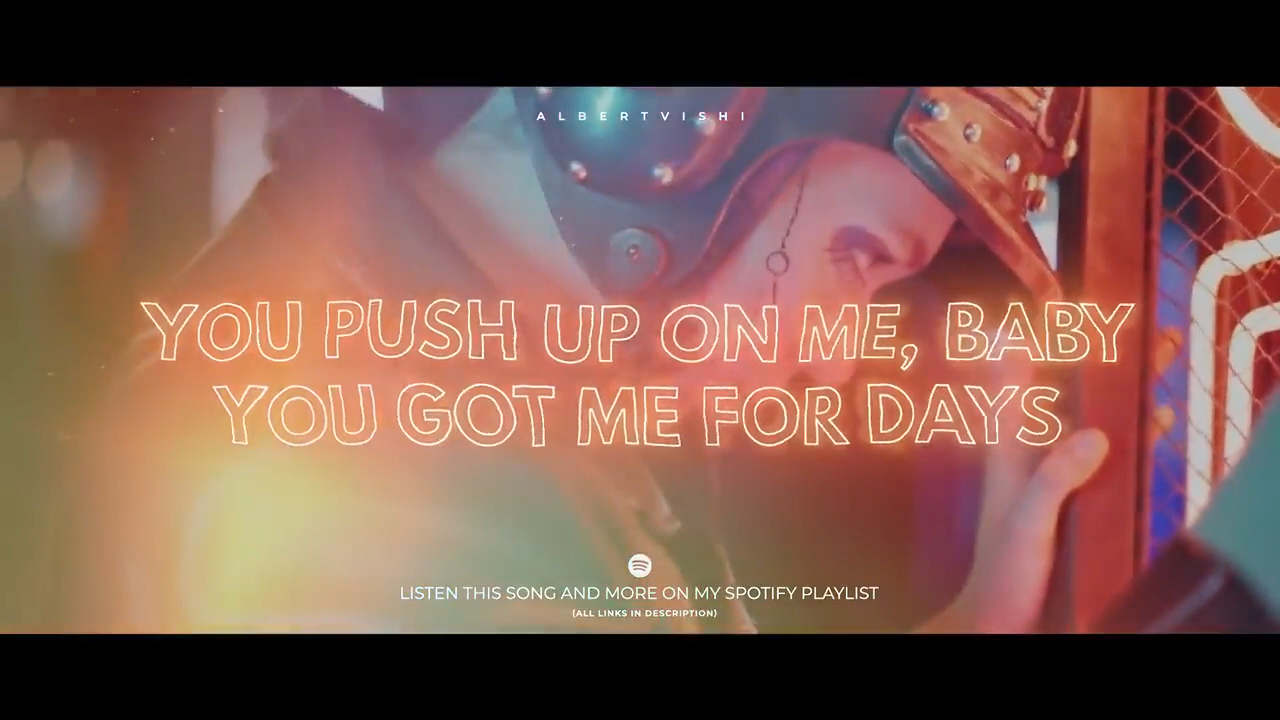 ALBERTVISHI
YOU PUSH UP ON ME, BABY
YOU GOT ME FOR DAYS
LISTEN THIS SONG AND MORE ON MY SPOTIFY PLAYLIST
(ALL LINKS IN DESCRIPTION)